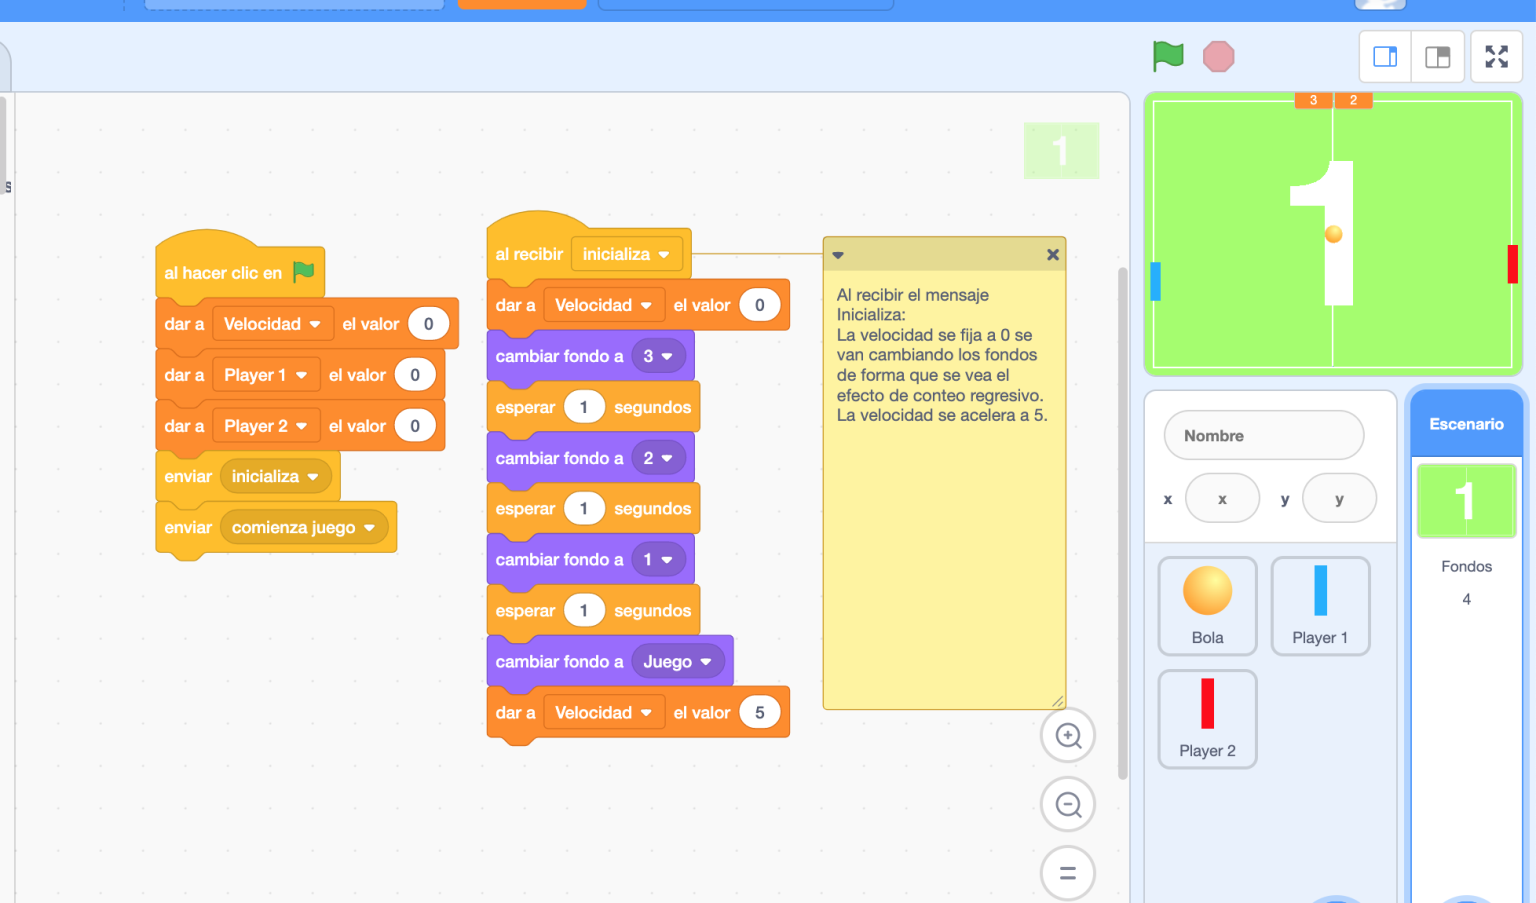 s
1
al hacer clic en
dar a Velocidad el valor 0
dar a Player 1 el valor 0
dar a Player 2 el valor 0
enviar inicializa
enviar comienza juego
al recibir inicializa
dar a Velocidad el valor 0
cambiar fondo a 3
esperar 1 segundos
cambiar fondo a 2
esperar 1 segundos
cambiar fondo a 1
esperar 1 segundos
cambiar fondo a Juego
dar a Velocidad el valor 5
Al recibir el mensaje
Inicializa:
La velocidad se fija a 0 se
van cambiando los fondos
de forma que se vea el
efecto de conteo regresivo.
La velocidad se acelera a 5.
3 2
1
Nombre
x x y y
Bola
Player 1
Player 2
Escenario
1
Fondos
4